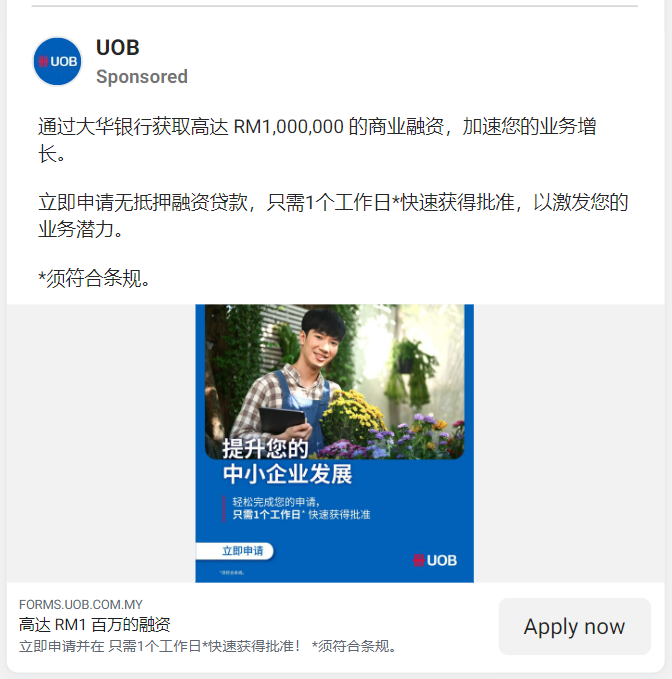 UOB
UOB
Sponsored
通过大华银行获取高达 RM1,000,000 的商业融资，加速您的业务增
长。
立即申请无抵押融资贷款，只需1个工作日*快速获得批准，以激发您的
业务潜力。
*须符合条规。
提升您的
中小企业发展
轻松完成您的申请，
只需1个工作日* 快速获得批准
立即申请
UOB
*须符合条规。
FORMS.UOB.COM.MY
高达 RM1 百万的融资
立即申请并在 只需1个工作日*快速获得批准！ *须符合条规。
Apply now